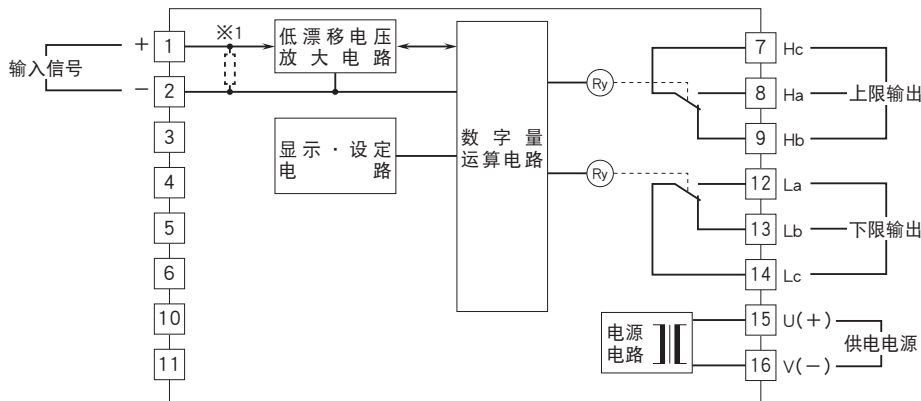 ※1
输入信号
+
−
1
2
3
4
5
6
10
11
低漂移电压
放大电路
显示・设定
电路
数字量
运算电路
Ry
Ry
7 Hc
8 Ha
9 Hb
上限输出
12 La
13 Lb
14 Lc
下限输出
电源
电路
15 U(+)
16 V(−)
供电电源